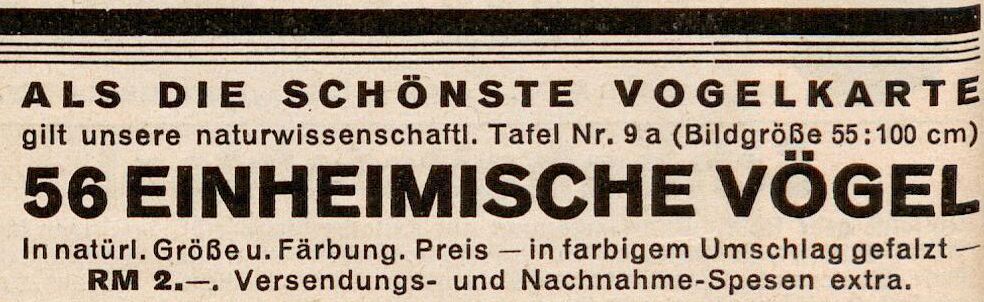 ALS DIE SCHÖNSTE VOGELKARTE
gilt unsere naturwissenschaftl. Tafel Nr. 9a (Bildgröße 55:100 cm)
56 EINHEIMISCHE VÖGEL
In natürl. Größe u. Färbung. Preis — in farbigem Umschlag gefalzt —
RM 2.—. Versendungs- und Nachnahme-Spesen extra.